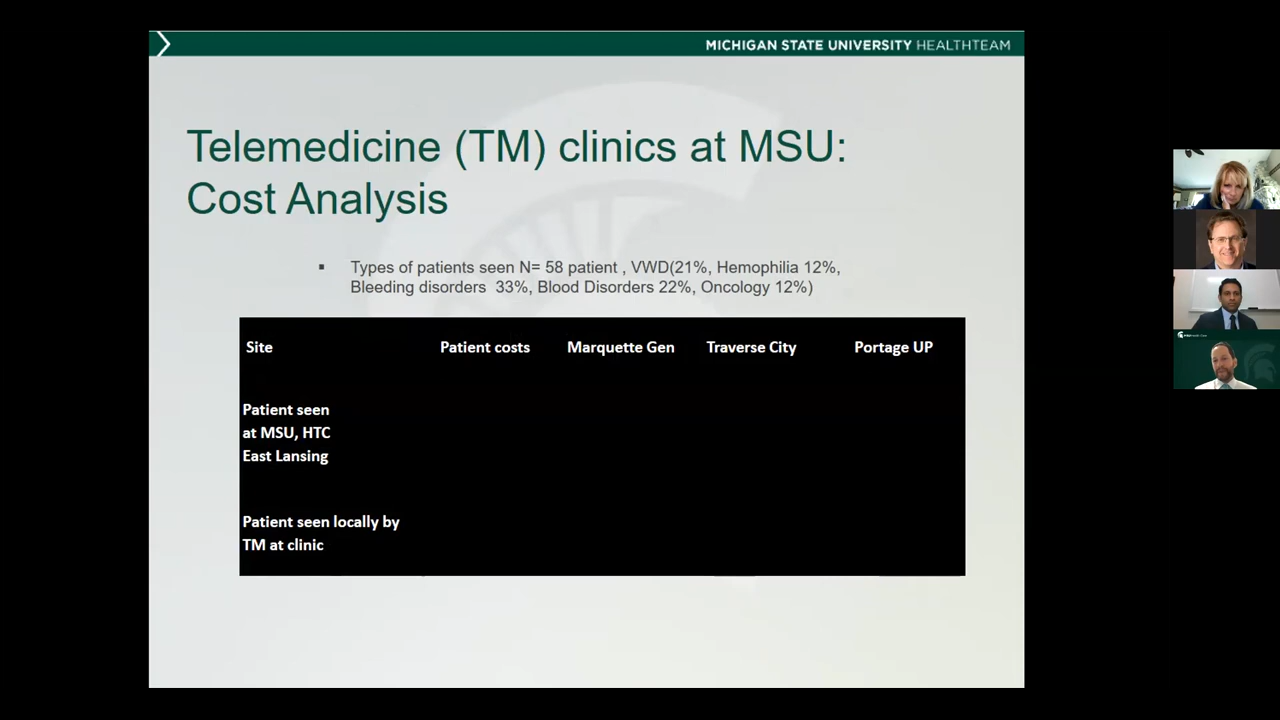 MICHIGAN STATE UNIVERSITY HEALTHTEAM
Telemedicine (TM) clinics at MSU:
Cost Analysis
▪ Types of patients seen N= 58 patient , VWD(21%, Hemophilia 12%,
Bleeding disorders 33%, Blood Disorders 22%, Oncology 12%)
Site Patient costs Marquette Gen Traverse City Portage UP
Patient seen
at MSU, HTC
East Lansing
Patient seen locally by
TM at clinic